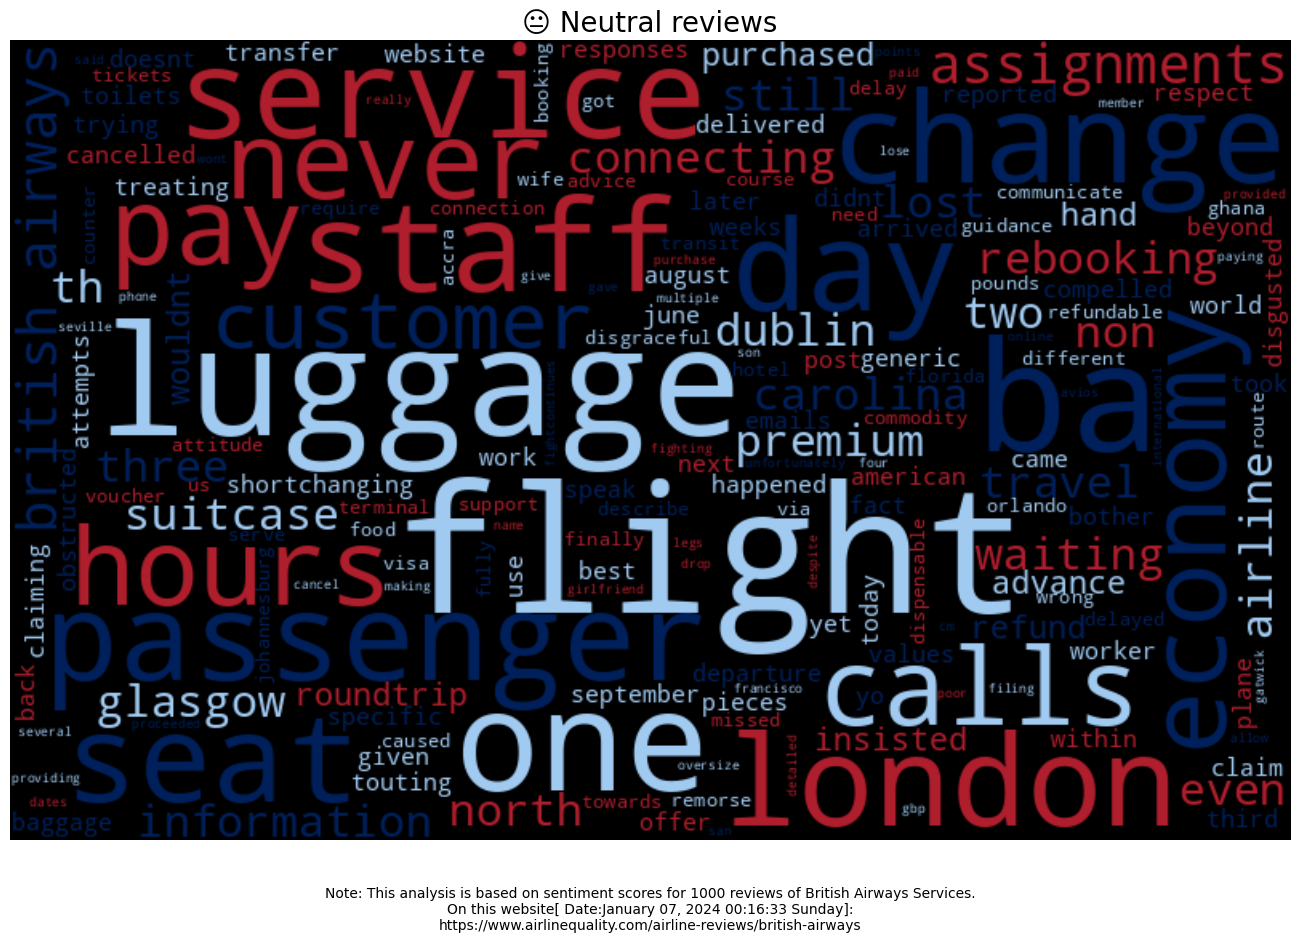 😐 Neutral reviews
said doesnt transfer website booking responses purchased points assignments
tickets toilets really service got still delay paid reported member respect
trying cancelled wont never connecting delivered change lose
airways treating wife advice course didnt lost communicate provided
counter require connection later need arrived hand guidance ghana beyond
pay staff accra weeks transit day rebooking paying
th phone wouldnt give purchase august gave multiple pounds compelled disgusted
british seville customer june disgraceful dublin two refundable world non
luggage son hotel post generic different online took
attempts fightcontinues carolina florida avios ba international economy
attitude emails commodity premium travel
obstructed three work fighting next unfortunately four american came route airline
voucher us shortchanging suitcase happened speak describe via fact orlando bother
terminal support name food finally legs drop despite
claiming hours serve johannesburg visa cancel making fully use best girlfriend flight today dispensable waiting advance wrong
passenger yet cm refund delayed
back glasgow roundtrip september departure pieces francisco values yo poor filing calls worker plane gatwick
several proceeded specific caused missed allow
providing seat given touting one oversize detailed insisted within claim
dates north towards remorse london gbp even
baggage information offer san third
Note: This analysis is based on sentiment scores for 1000 reviews of British Airways Services.
On this website[ Date:January 07, 2024 00:16:33 Sunday]:
https://www.airlinequality.com/airline-reviews/british-airways